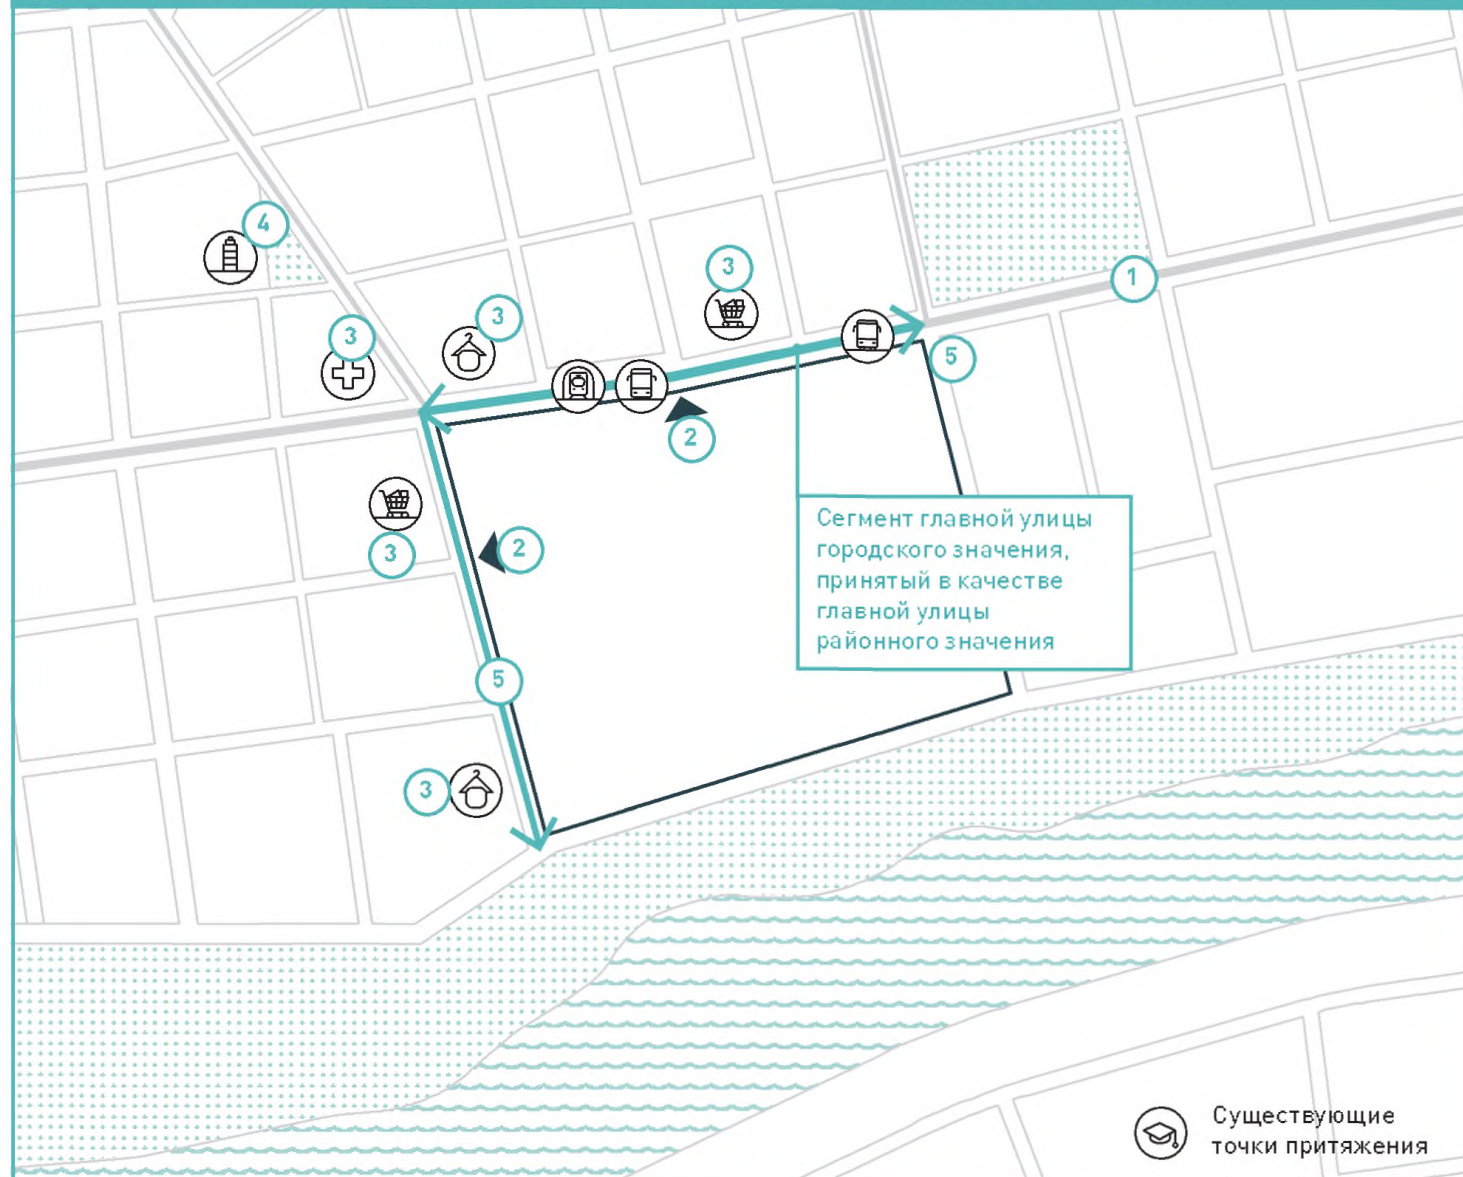 4
3
3
3
1
3
5
2
2
Сегмент главной улицы
городского значения,
принятый в качестве
главной улицы
районного значения
5
3
Существующие
точки притяжения